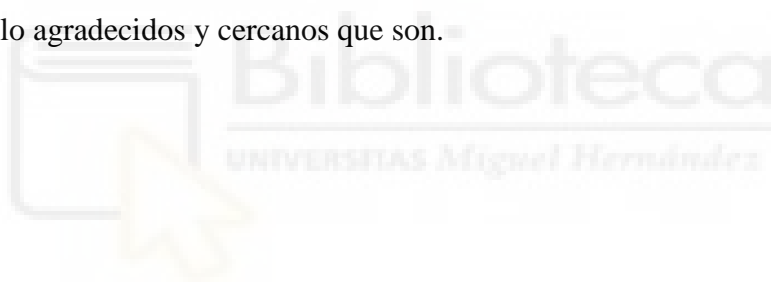 lo agradecidos y cercanos que son.
Biblioteca
UNIVERSITAS Miguel Hernández